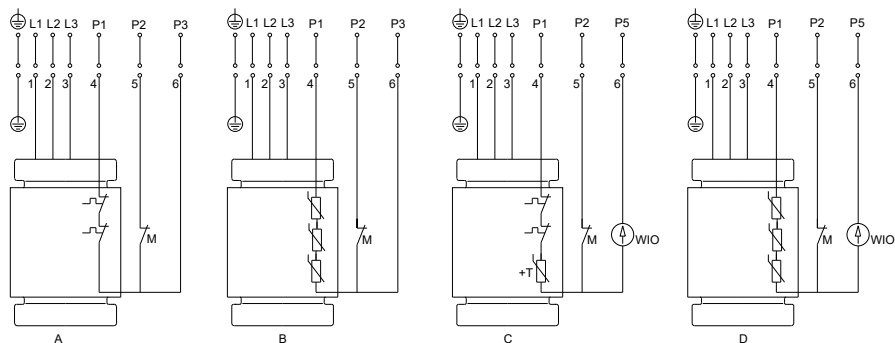 L1 L2 L3 P1 P2 P3
1 2 3 4 5 6
M
A
L1 L2 L3 P1 P2 P3
1 2 3 4 5 6
M
B
L1 L2 L3 P1 P2 P5
1 2 3 4 5 6
M WIO
+T
C
L1 L2 L3 P1 P2 P5
1 2 3 4 5 6
M WIO
D